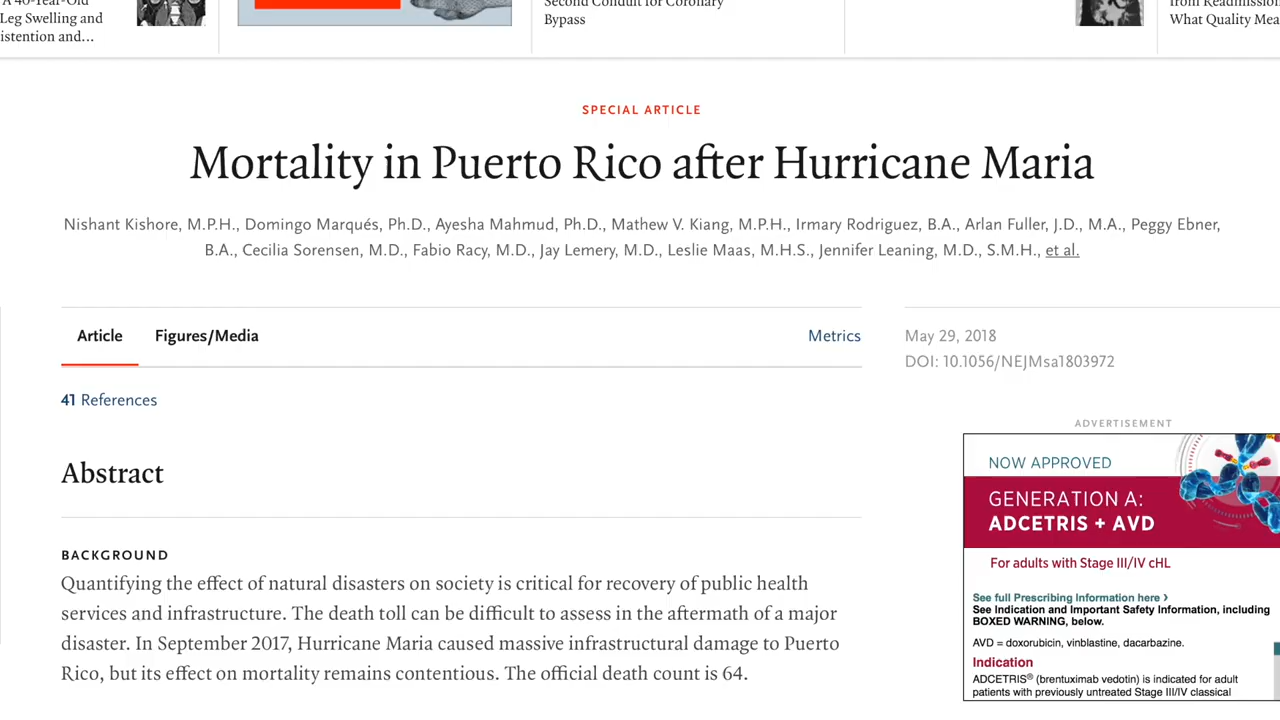 A 40-Year-Old
Leg Swelling and
istention and...
Second Conduit for Coronary
Bypass
from Readmission
What Quality Mea
SPECIAL ARTICLE
Mortality in Puerto Rico after Hurricane Maria
Nishant Kishore, M.P.H., Domingo Marqués, Ph.D., Ayesha Mahmud, Ph.D., Mathew V. Kiang, M.P.H., Irmary Rodriguez, B.A., Arlan Fuller, J.D., M.A., Peggy Ebner,
B.A., Cecilia Sorensen, M.D., Fabio Racy, M.D., Jay Lemery, M.D., Leslie Maas, M.H.S., Jennifer Leaning, M.D., S.M.H., et al.
Article Figures/Media Metrics
May 29, 2018
DOI: 10.1056/NEJMsa1803972
41 References
Abstract
BACKGROUND
Quantifying the effect of natural disasters on society is critical for recovery of public health
services and infrastructure. The death toll can be difficult to assess in the aftermath of a major
disaster. In September 2017, Hurricane Maria caused massive infrastructural damage to Puerto
Rico, but its effect on mortality remains contentious. The official death count is 64.
ADVERTISEMENT
NOW APPROVED
GENERATION A:
ADCETRIS + AVD
For adults with Stage III/IV cHL
See full Prescribing Information here ›
See Indication and Important Safety Information, including
BOXED WARNING, below.
AVD = doxorubicin, vinblastine, dacarbazine.
Indication
ADCETRIS® (brentuximab vedotin) is indicated for adult
patients with previously untreated Stage III/IV classical